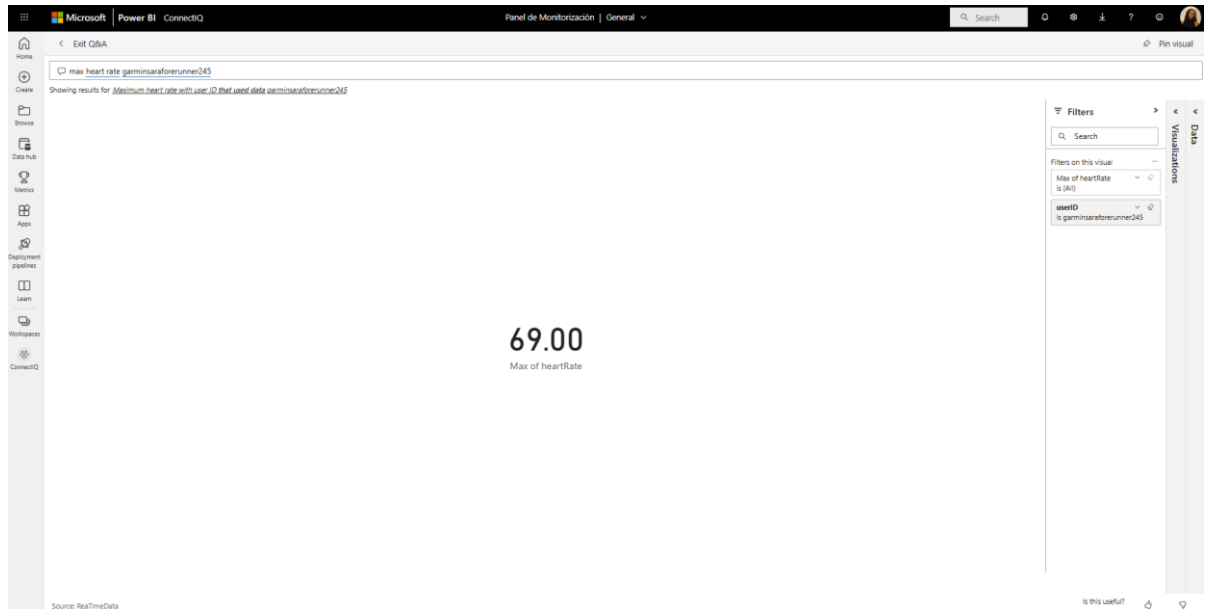 Microsoft Power BI ConnectIQ
Panel de Monitorización | General
Search
?
Home
Create
Browse
Data hub
Metrics
Apps
Deployment
pipelines
Learn
Workspaces
ConnectIQ
< Exit Q&A
Pin visual
max heart rate garminsaraforerunner245
Showing results for Maximum heart rate with user ID that used data garminsaraforerunner245
69.00
Max of heartRate
Filters
Search
Filters on this visual
Max of heartRate
is (All)
userID
is garminsaraforerunner245
Visualizations
Data
Source: ReaTimeData
Is this useful?